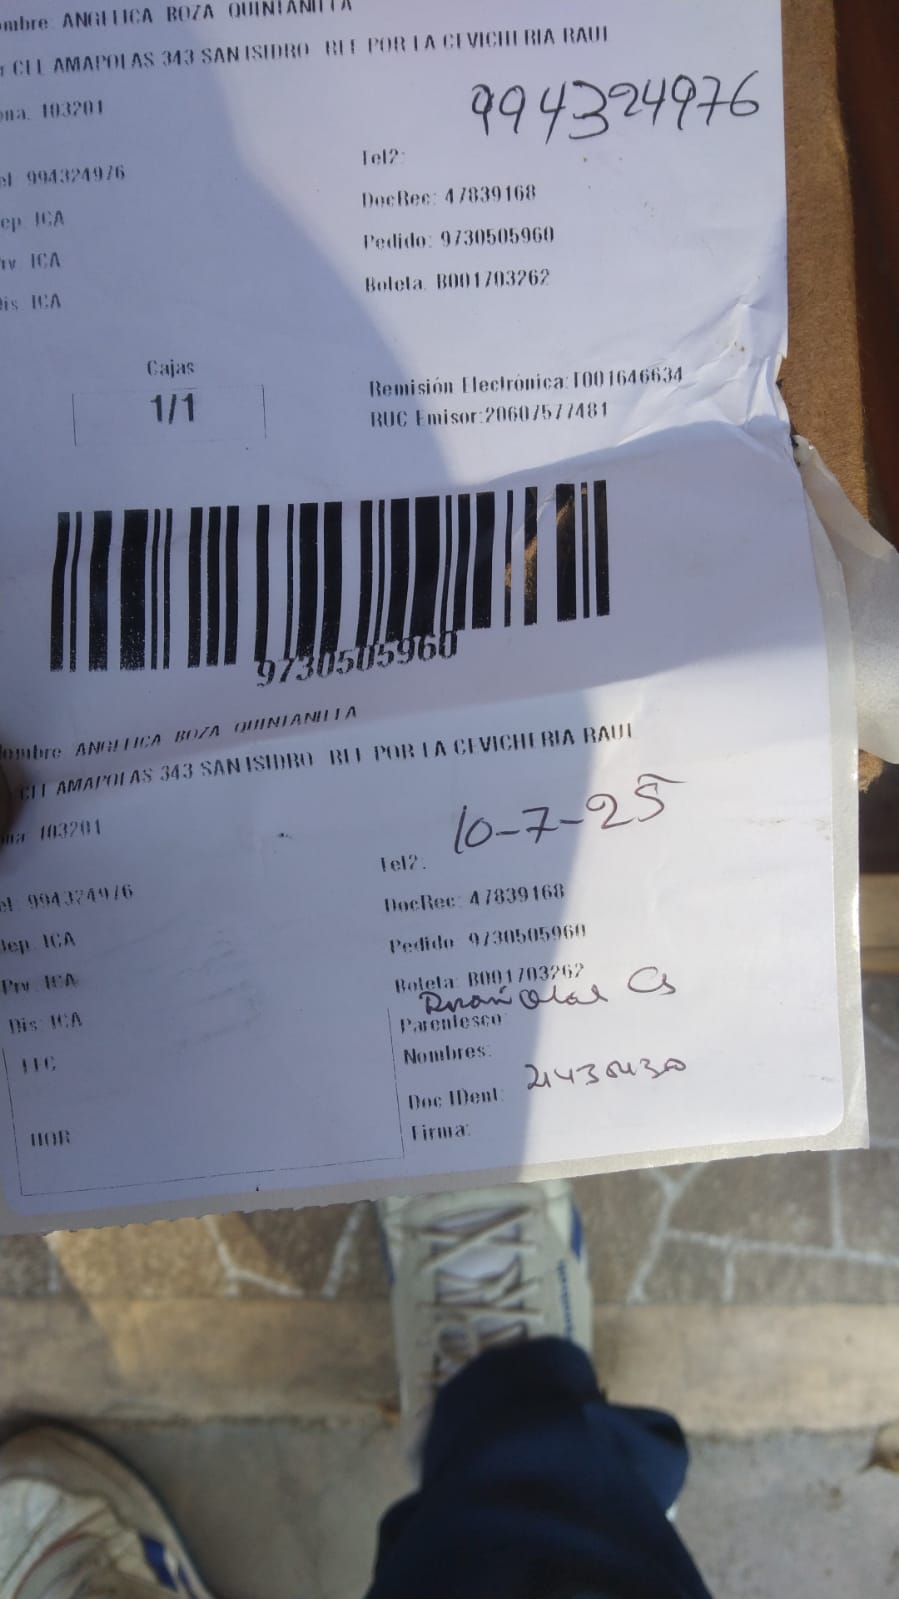 ombre: ANGELICA ROZA QUINTANILLA
CLL AMAPOLAS 343 SAN ISIDRO REF POR LA CEVICHERIA RAUL
ona: 103201
994324976
Tel2:
el: 994324976
DocRec: 47839168
ep: ICA
Pedido: 9730505960
rv: ICA
Boleta: B001703262
Dis: ICA
Cajas
1/1
Remisión Electrónica:T001646634
RUC Emisor:20607577481
9730505960
ombre ANGELICA ROZA QUINTANILLA
CLL AMAPOLAS 343 SAN ISIDRO REF POR LA CEVICHERIA RAUL
ona: 103201
10-7-25
Tel2:
el: 994324976
DocRec: 47839168
Dep: ICA
Pedido: 9730505960
Prv: ICA
Boleta: B001703262
Dis: ICA
Parentesco:
FEC
Nombres:
Doc IDent:
HOR
Firma: